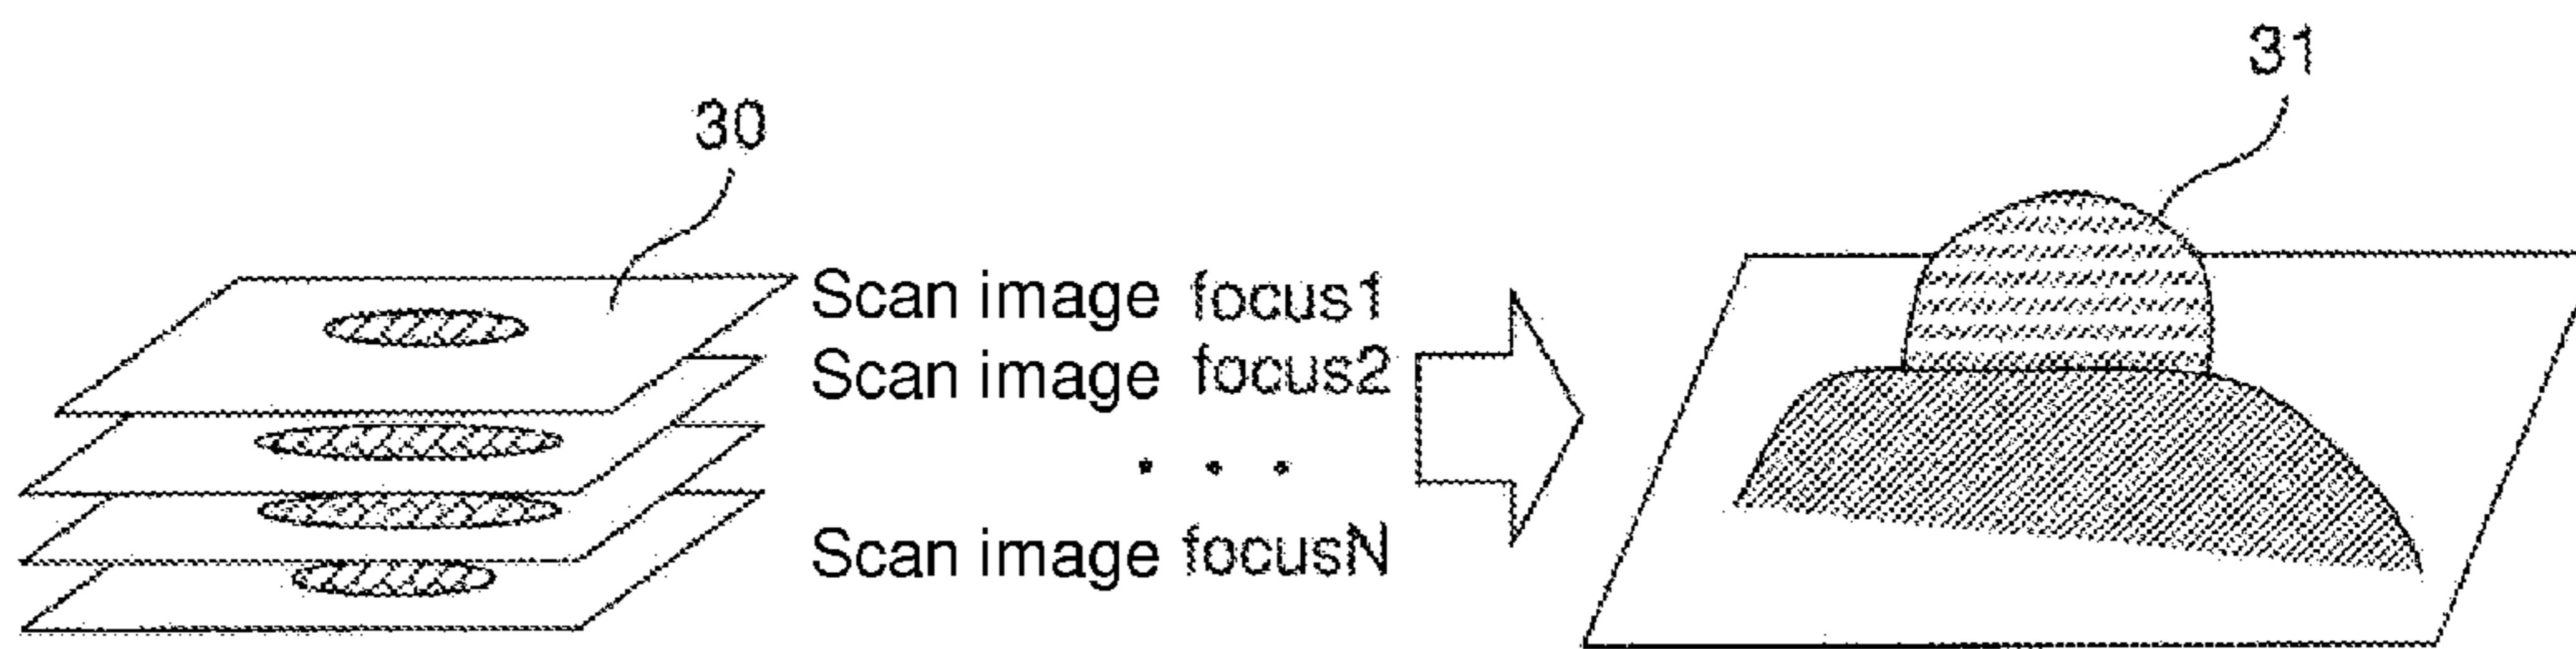 31
30
Scan image focus1
Scan image focus2
. . .
Scan image focusN